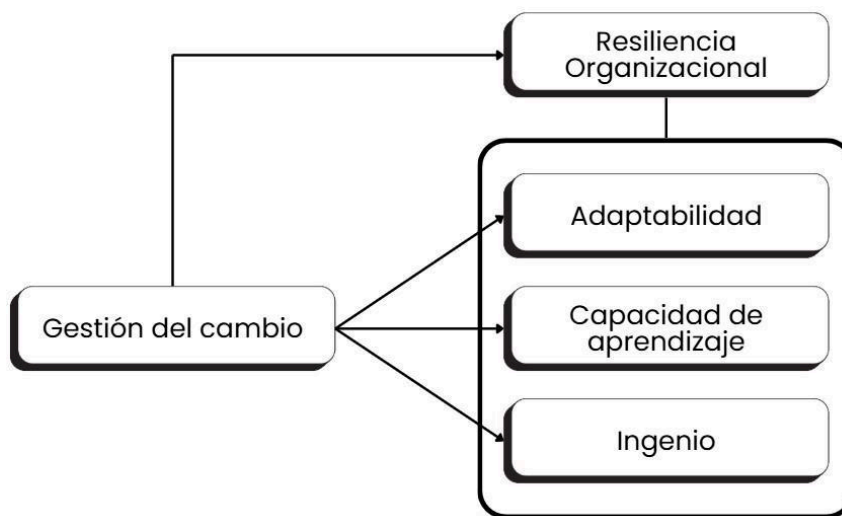 Resiliencia
Organizacional
Adaptabilidad
Gestión del cambio
Capacidad de
aprendizaje
Ingenio